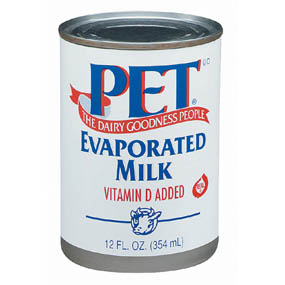 PET®
THE DAIRY GOODNESS PEOPLE
EVAPORATED
MILK
VITAMIN D ADDED
12 FL. OZ. (354 mL)